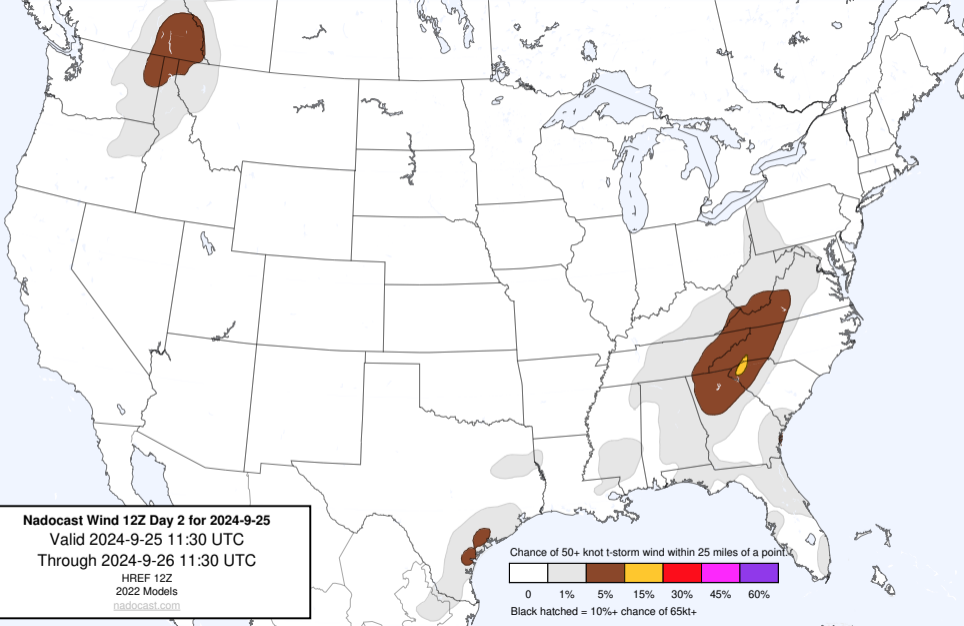 Nadocast Wind 12Z Day 2 for 2024-9-25
Valid 2024-9-25 11:30 UTC
Through 2024-9-26 11:30 UTC
HREF 12Z
2022 Models
nadocast.com
Chance of 50+ knot t-storm wind within 25 miles of a point.
0 1% 5% 15% 30% 45% 60%
Black hatched = 10%+ chance of 65kt+